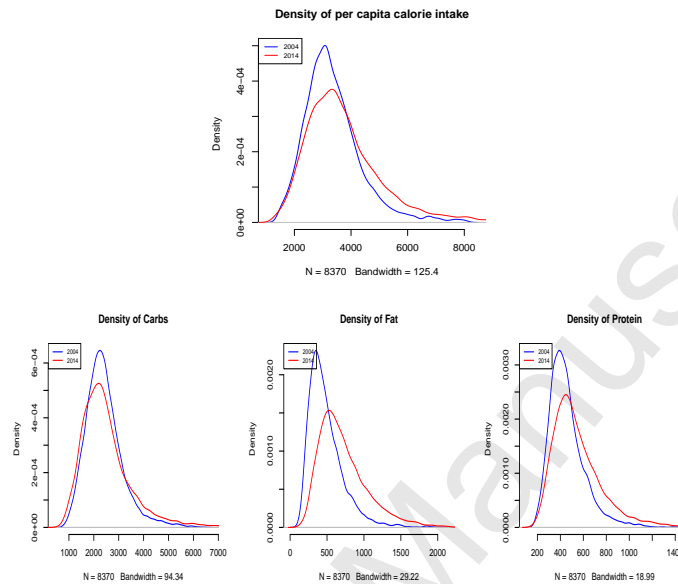 Density of per capita calorie intake
2004
2014
Density
0e+00 2e−04 4e−04
2000 4000 6000 8000
N = 8370 Bandwidth = 125.4
Density of Carbs
2004
2014
Density
0e+00 2e−04 4e−04 6e−04
1000 2000 3000 4000 5000 6000 7000
N = 8370 Bandwidth = 94.34
Density of Fat
2004
2014
Density
0.0000 0.0010 0.0020
0 500 1000 1500 2000
N = 8370 Bandwidth = 29.22
Density of Protein
2004
2014
Density
0.0000 0.0010 0.0020 0.0030
200 400 600 800 1000 1400
N = 8370 Bandwidth = 18.99
Manus